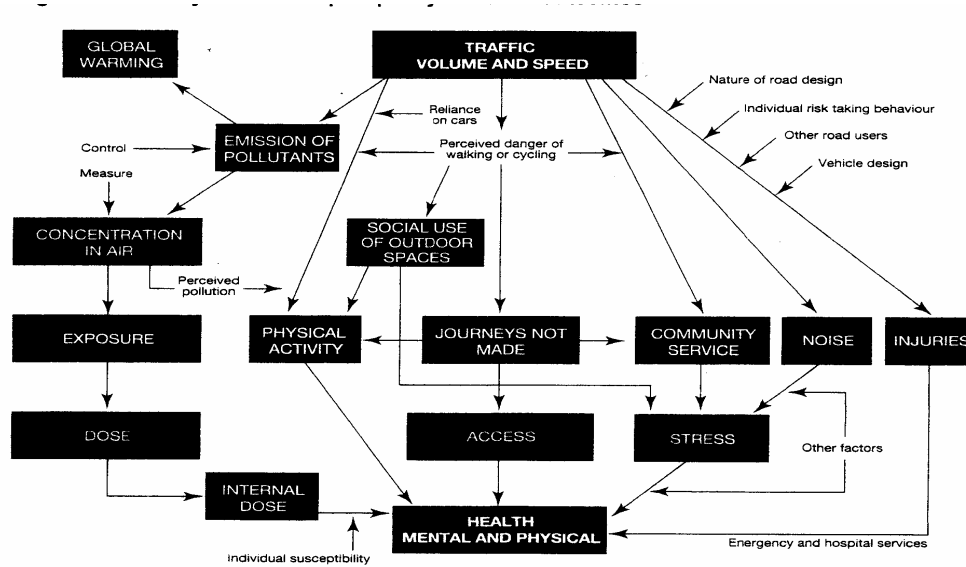 GLOBAL
WARMING
TRAFFIC
VOLUME AND SPEED
Nature of road design
Individual risk taking behaviour
Other road users
Vehicle design
Reliance
on cars
EMISSION OF
POLLUTANTS
Control
Perceived danger of
walking or cycling
Measure
CONCENTRATION
IN AIR
SOCIAL USE
OF OUTDOOR
SPACES
Perceived
pollution
EXPOSURE
PHYSICAL
ACTIVITY
JOURNEYS NOT
MADE
COMMUNITY
SERVICE
NOISE
INJURIES
DOSE
ACCESS
STRESS
Other factors
INTERNAL
DOSE
HEALTH
MENTAL AND PHYSICAL
Individual susceptibility
Energency and hospital services